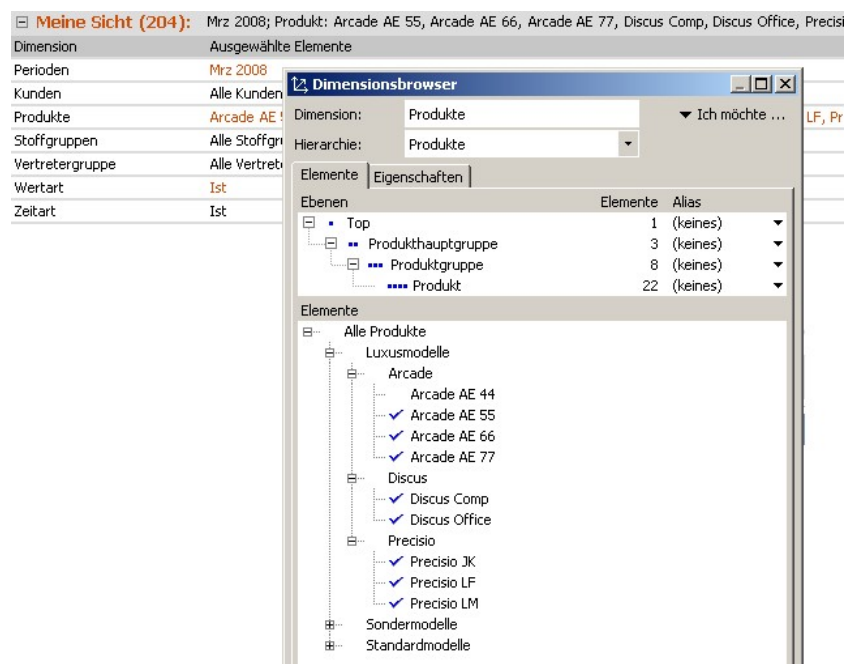 Meine Sicht (204): Mrz 2008; Produkt: Arcade AE 55, Arcade AE 66, Arcade AE 77, Discus Comp, Discus Office, Precisi
Dimension Ausgewählte Elemente
Perioden Mrz 2008
Kunden Alle Kunden
Produkte Arcade AE LF, Pr
Stoffgruppen Alle Stoffgr
Vertretergruppe Alle Vertret
Wertart Ist
Zeitart Ist
Dimensionsbrowser
Dimension: Produkte Ich möchte ...
Hierarchie: Produkte
Elemente Eigenschaften
Ebenen Elemente Alias
Top 1 (keines)
Produkthauptgruppe 3 (keines)
Produktgruppe 8 (keines)
Produkt 22 (keines)
Elemente
Alle Produkte
Luxusmodelle
Arcade
Arcade AE 44
Arcade AE 55
Arcade AE 66
Arcade AE 77
Discus
Discus Comp
Discus Office
Precisio
Precisio JK
Precisio LF
Precisio LM
Sondermodelle
Standardmodelle